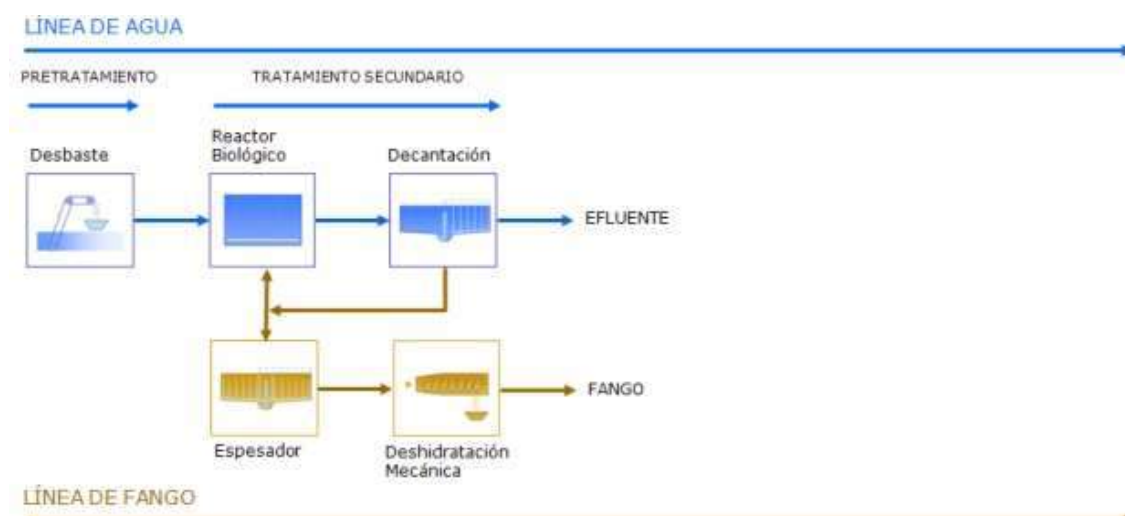 LÍNEA DE AGUA
PRETRATAMIENTO
TRATAMIENTO SECUNDARIO
Desbaste
Reactor
Biológico
Decantación
EFLUENTE
FANGO
Espesador
Deshidratación
Mecánica
LÍNEA DE FANGO